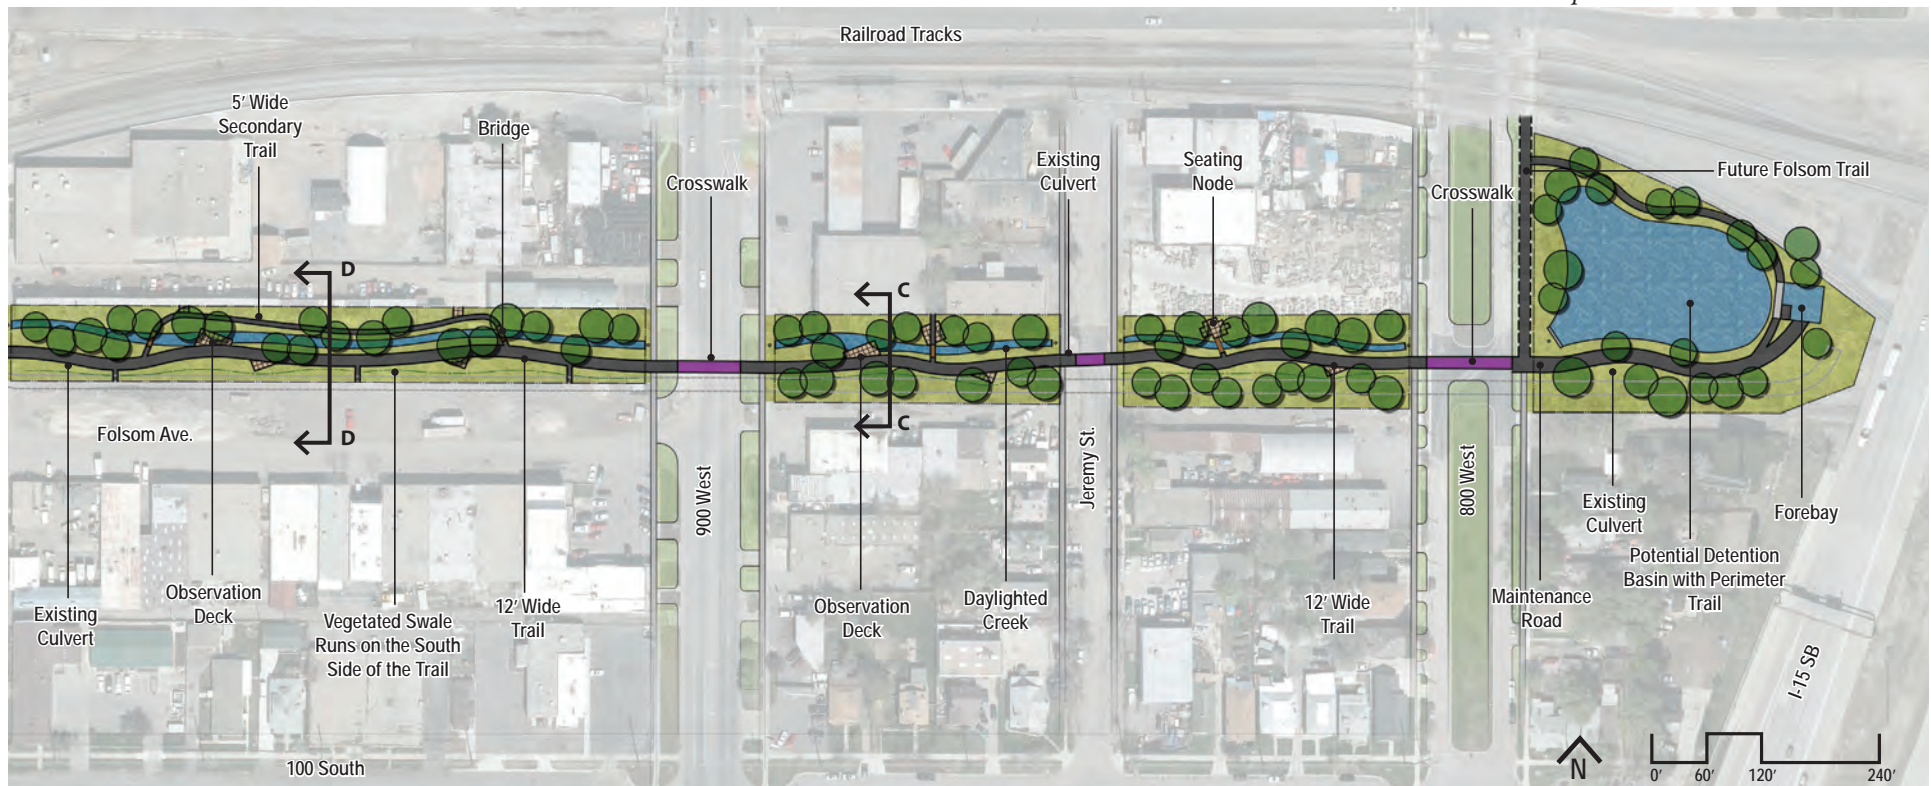 Railroad Tracks
5' Wide
Secondary
Trail
Bridge
Crosswalk
Existing
Culvert
Seating
Node
Crosswalk
Future Folsom Trail
D
D
C
C
Folsom Ave.
900 West
Jeremy St.
800 West
Existing
Culvert
Observation
Deck
Vegetated Swale
Runs on the South
Side of the Trail
12' Wide
Trail
Observation
Deck
Daylighted
Creek
12' Wide
Trail
Maintenance
Road
Existing
Culvert
Potential Detention
Basin with Perimeter
Trail
Forebay
I-15 SB
100 South
N
0' 60' 120' 240'